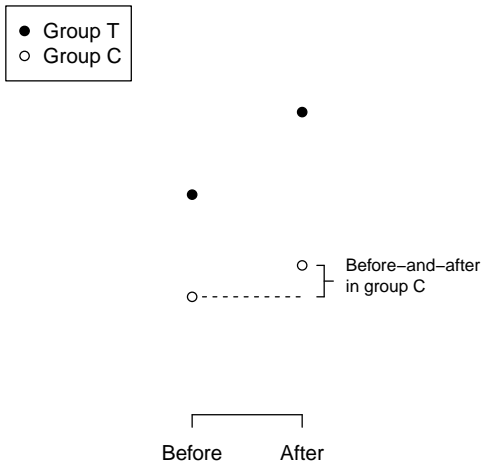 Group T
Group C
Before−and−after
in group C
Before
After